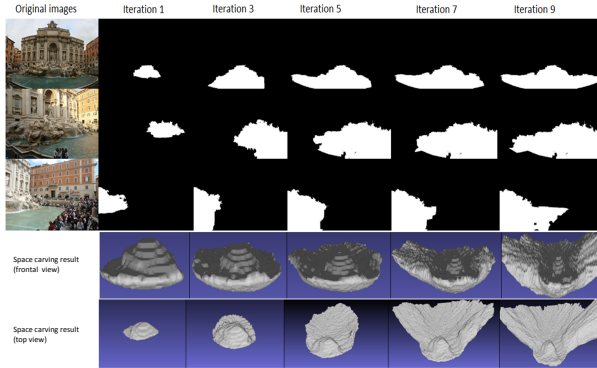 Original images Iteration 1 Iteration 3 Iteration 5 Iteration 7 Iteration 9
Space carving result
(frontal view)
Space carving result
(top view)